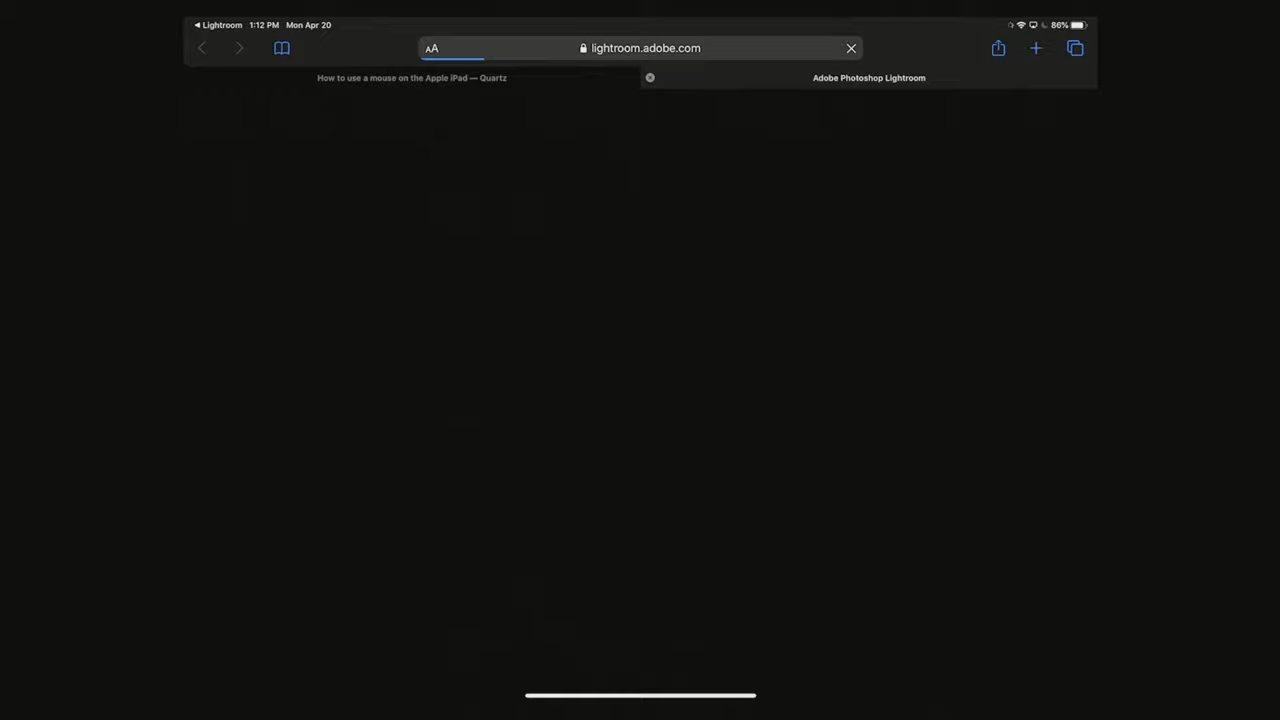 ◀ Lightroom 1:12 PM Mon Apr 20 86%
AA lightroom.adobe.com
How to use a mouse on the Apple iPad — Quartz Adobe Photoshop Lightroom